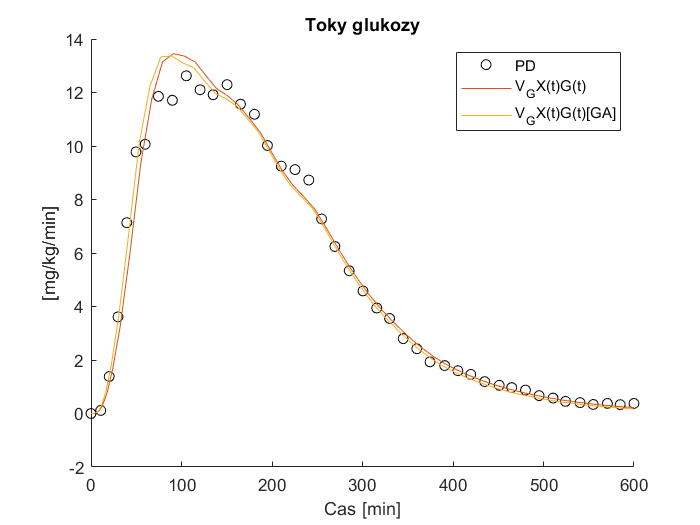 Toky glukozy
PD
V_GX(t)G(t)
V_GX(t)G(t)[GA]
[mg/kg/min]
14
12
10
8
6
4
2
0
-2
0 100 200 300 400 500 600
Cas [min]